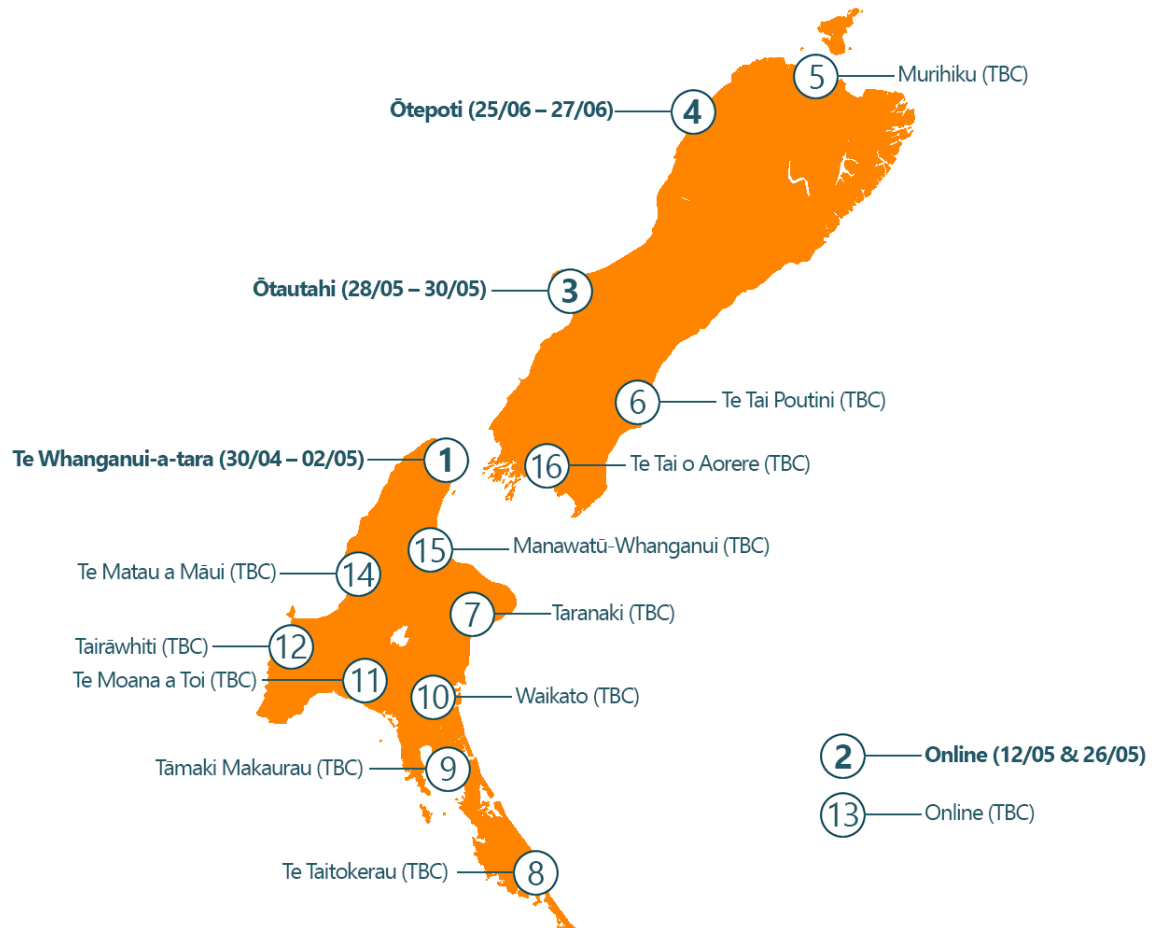 5 Murihiku (TBC)
Ōtepoti (25/06 – 27/06) 4
Ōtautahi (28/05 – 30/05) 3
6 Te Tai Poutini (TBC)
Te Whanganui-a-tara (30/04 – 02/05) 1
16 Te Tai o Aorere (TBC)
15 Manawatū-Whanganui (TBC)
Te Matau a Māui (TBC) 14
7 Taranaki (TBC)
Tairāwhiti (TBC) 12
Te Moana a Toi (TBC) 11
10 Waikato (TBC)
2 Online (12/05 & 26/05)
Tāmaki Makaurau (TBC) 9
13 Online (TBC)
Te Taitokerau (TBC) 8